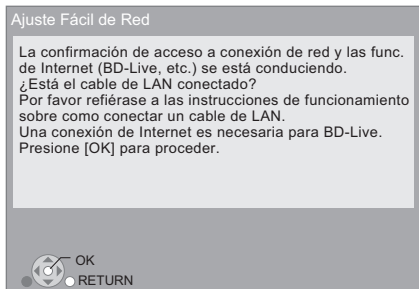 Ajuste Fácil de Red
La confirmación de acceso a conexión de red y las func.
de Internet (BD-Live, etc.) se está conduciendo.
¿Está el cable de LAN conectado?
Por favor refiérase a las instrucciones de funcionamiento
sobre como conectar un cable de LAN.
Una conexión de Internet es necesaria para BD-Live.
Presione [OK] para proceder.
OK
RETURN